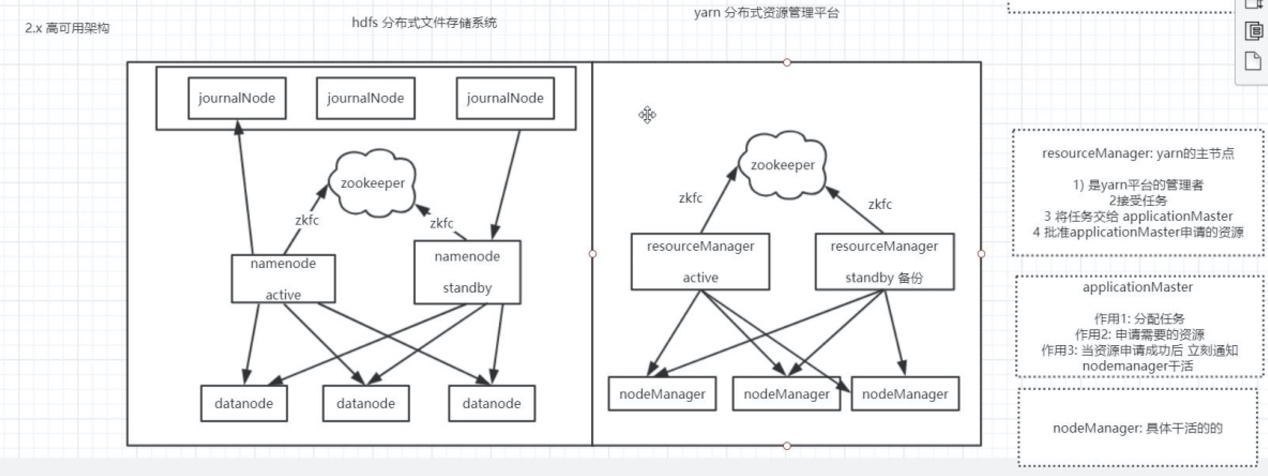 2.x 高可用架构
hdfs 分布式文件存储系统
yarn 分布式资源管理平台
journalNode
journalNode
journalNode
zookeeper
zkfc
zkfc
namenode
active
namenode
standby
datanode
datanode
datanode
zookeeper
zkfc
zkfc
resourceManager
active
resourceManager
standby 备份
nodeManager
nodeManager
nodeManager
resourceManager: yarn的主节点
1) 是yarn平台的管理者
2接受任务
3 将任务交给 applicationMaster
4 批准applicationMaster申请的资源
applicationMaster
作用1: 分配任务
作用2: 申请需要的资源
作用3: 当资源申请成功后 立刻通知
nodemanager干活
nodeManager: 具体干活的的